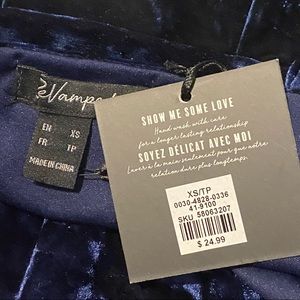 EN XS
FR TP
MADE IN CHINA
SHOW ME SOME LOVE
Hand wash with care
for a longer lasting relationship
SOYEZ DÉLICAT AVEC MOI
Laver à la main seulement pour que notre
relation dure plus longtemps.
XS/TP
0030-4828-0336
41-9100
SKU 58063207
$ 24.99